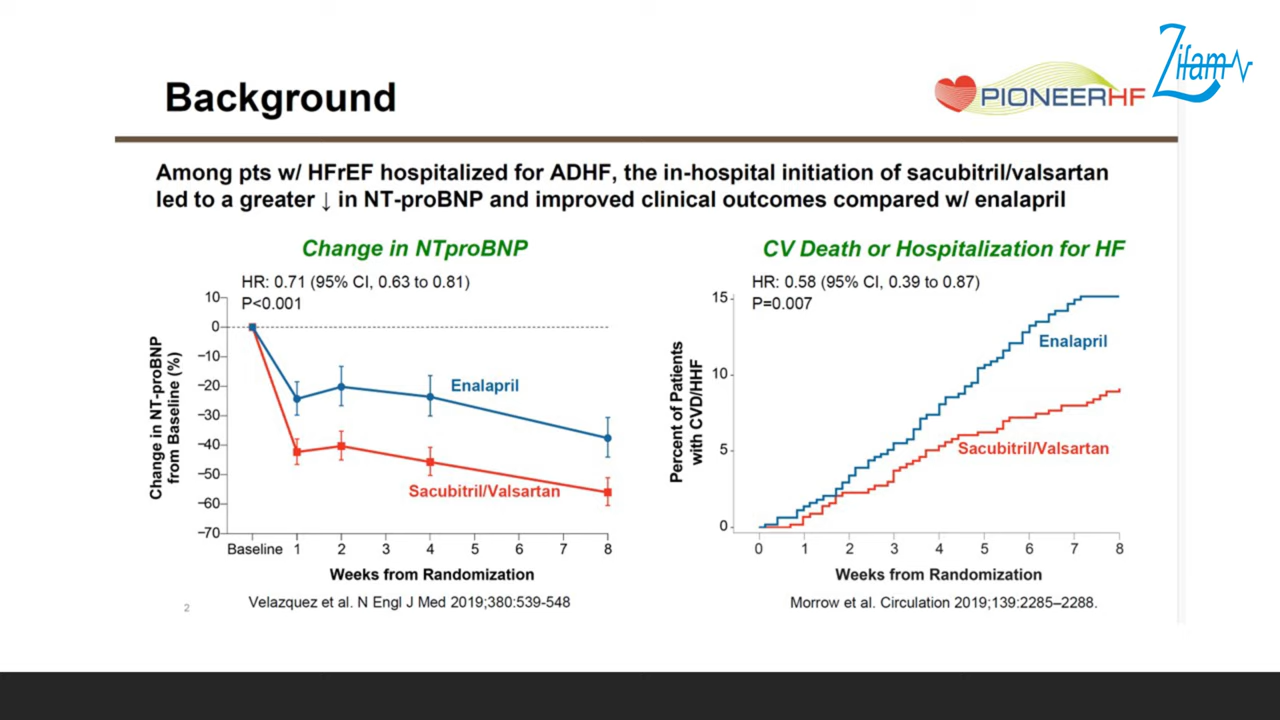 Zifam
Background
PIONEERHF
Among pts w/ HFrEF hospitalized for ADHF, the in-hospital initiation of sacubitril/valsartan
led to a greater ↓ in NT-proBNP and improved clinical outcomes compared w/ enalapril
Change in NTproBNP
HR: 0.71 (95% CI, 0.63 to 0.81)
P<0.001
Change in NT-proBNP
from Baseline (%)
10
0
−10
−20
−30
−40
−50
−60
−70
Enalapril
Sacubitril/Valsartan
Baseline 1 2 3 4 5 6 7 8
Weeks from Randomization
Velazquez et al. N Engl J Med 2019;380:539-548
CV Death or Hospitalization for HF
HR: 0.58 (95% CI, 0.39 to 0.87)
P=0.007
Percent of Patients
with CVD/HHF
15
10
5
0
Enalapril
Sacubitril/Valsartan
0 1 2 3 4 5 6 7 8
Weeks from Randomization
Morrow et al. Circulation 2019;139:2285–2288.
2